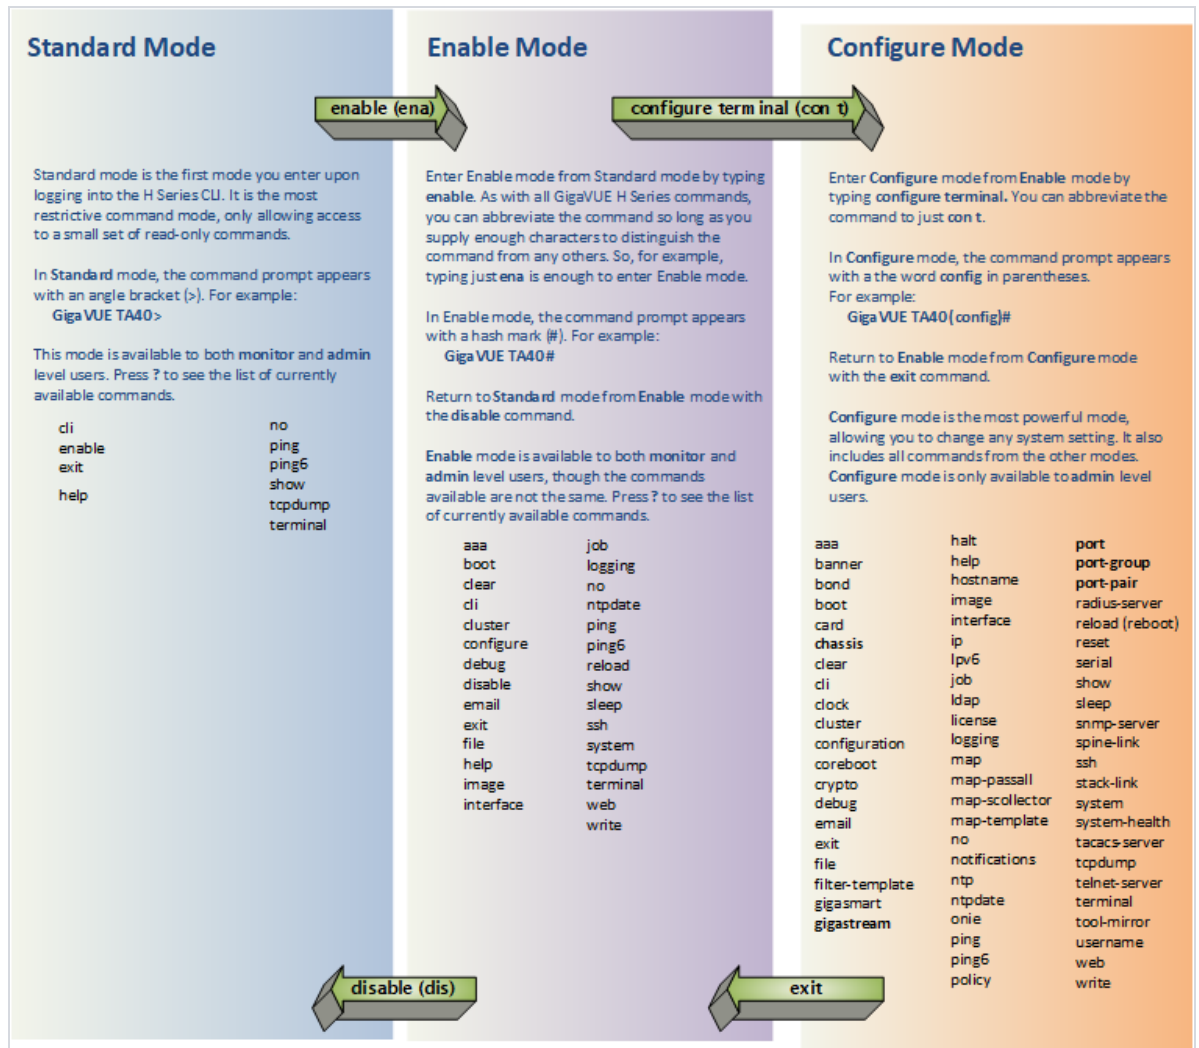 Standard Mode
enable (ena)
Standard mode is the first mode you enter upon
logging into the H Series CLI. It is the most
restrictive command mode, only allowing access
to a small set of read-only commands.
In Standard mode, the command prompt appears
with an angle bracket (>). For example:
GigaVUE TA40>
This mode is available to both monitor and admin
level users. Press ? to see the list of currently
available commands.
cli
enable
exit
help
no
ping
ping6
show
tcpdump
terminal
disable (dis)
Enable Mode
configure terminal (con t)
Enter Enable mode from Standard mode by typing
enable. As with all GigaVUE H Series commands,
you can abbreviate the command so long as you
supply enough characters to distinguish the
command from any others. So, for example,
typing just ena is enough to enter Enable mode.
In Enable mode, the command prompt appears
with a hash mark (#). For example:
GigaVUE TA40#
Return to Standard mode from Enable mode with
the disable command.
Enable mode is available to both monitor and
admin level users, though the commands
available are not the same. Press ? to see the list
of currently available commands.
aaa
boot
clear
cli
cluster
configure
debug
disable
email
exit
file
help
image
interface
job
logging
no
ntpdate
ping
ping6
reload
show
sleep
ssh
system
tcpdump
terminal
web
write
exit
Configure Mode
Enter Configure mode from Enable mode by
typing configure terminal. You can abbreviate the
command to just con t.
In Configure mode, the command prompt appears
with a the word config in parentheses.
For example:
GigaVUE TA40(config)#
Return to Enable mode from Configure mode
with the exit command.
Configure mode is the most powerful mode,
allowing you to change any system setting. It also
includes all commands from the other modes.
Configure mode is only available to admin level
users.
aaa
banner
bond
boot
card
chassis
clear
cli
clock
cluster
configuration
coreboot
crypto
debug
email
exit
file
filter-template
gigasmart
gigastream
halt
help
hostname
image
interface
ip
Ipv6
job
ldap
license
logging
map
map-passall
map-scollector
map-template
no
notifications
ntp
ntpdate
onie
ping
ping6
policy
port
port-group
port-pair
radius-server
reload (reboot)
reset
serial
show
sleep
snmp-server
spine-link
ssh
stack-link
system
system-health
tacacs-server
tcpdump
telnet-server
terminal
tool-mirror
username
web
write